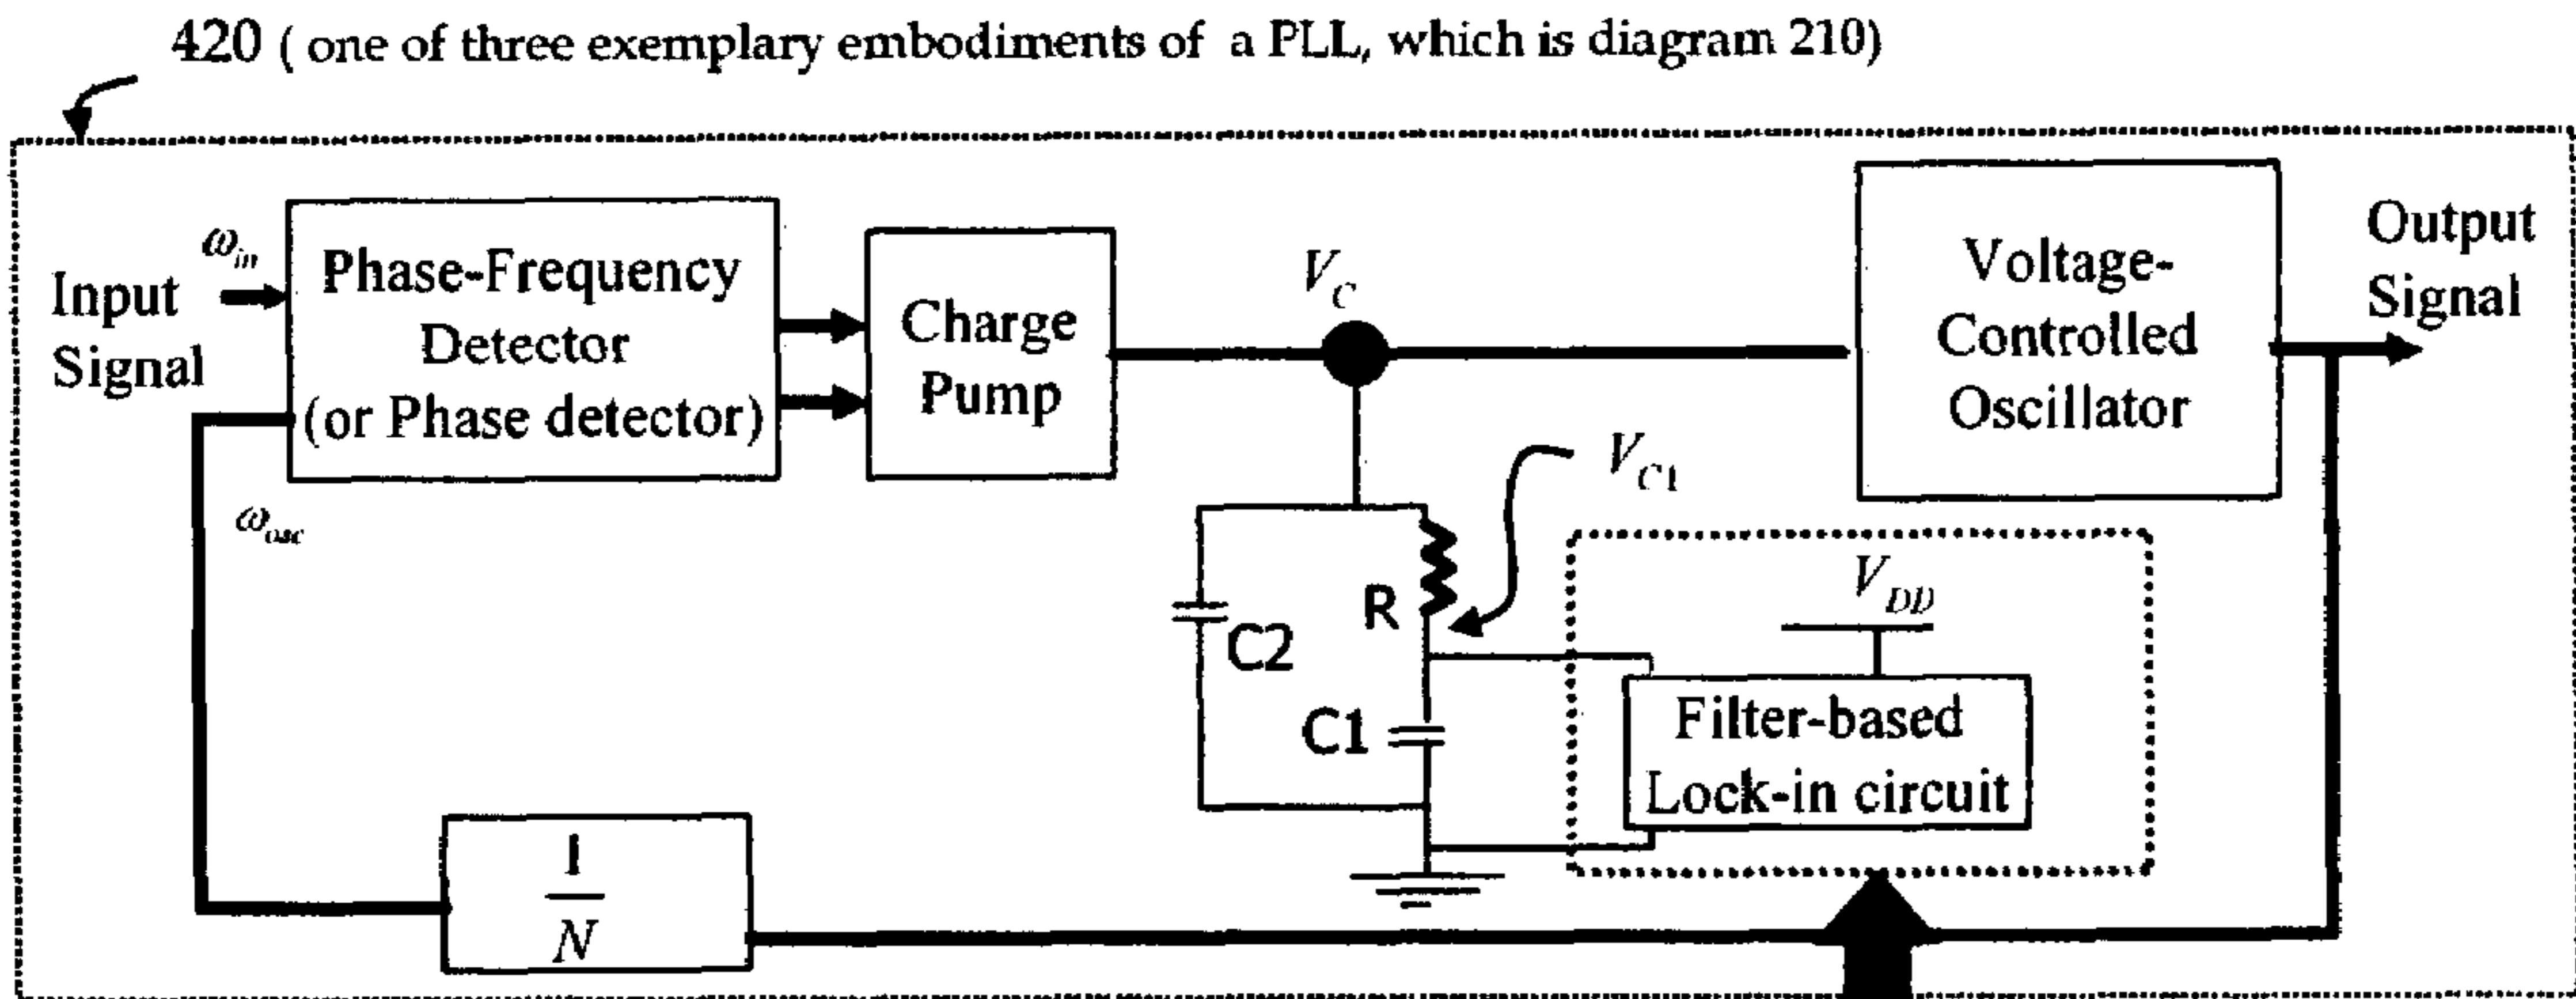 420 ( one of three exemplary embodiments of a PLL, which is diagram 210)
Input
Signal
ω_in
Phase-Frequency
Detector
(or Phase detector)
ω_osc
Charge
Pump
V_C
Voltage-
Controlled
Oscillator
Output
Signal
V_C1
R
C2
C1
V_DD
Filter-based
Lock-in circuit
1
N